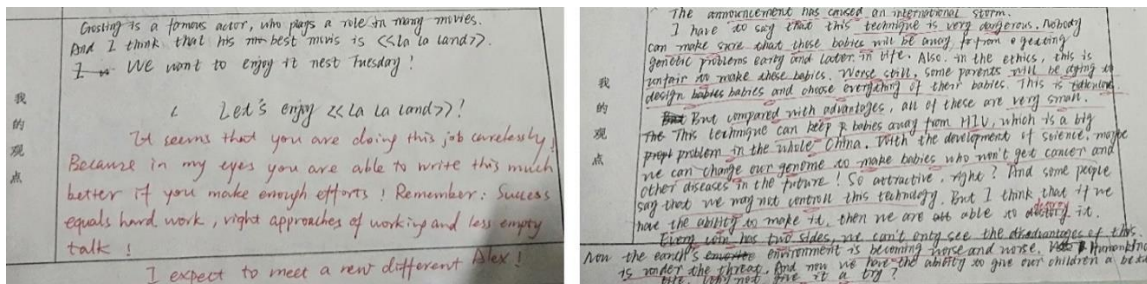 Gosling is a famous actor, who plays a role in many movies.
And I think that his best movis is <<La La Land>>.
I WE want to enjoy it nest Tuesday!
Let's enjoy <<La La Land>>!
It seems that you are doing this job carelessly!
Because in my eyes you are able to write this much
better if you make enough efforts! Remember: Success
equals hard work, right approaches of working and less empty
talk!
I expect to meet a new different Alex!
我的观点
The announcement has caused an international storm.
I have to say that this technique is very dangerous. Nobody
can make sure that those babies will be away from getting
genetic problems early and later in life. Also, in the ethics, this is
unfair to make these babies. Worse still, some parents will be to
design babies and choose everything of their babies. This is
But compared with advantages, all of these are very small.
The This technique can keep babies away from HIV, which is a big
problem in the whole China. With the development of science, maybe
we can change our genome to make babies who won't get cancer and
other diseases in the future! So attractive, right? And some people
say that we may not control this technology. But I think that if we
have the ability to make it, then we are able to destroy it.
Every coin has two sides, we can't only see the of this.
Now the earth's environment is becoming worse and worse.
is under the threat. And now we have the ability to give our children a
Why not give it a try?
我的观点